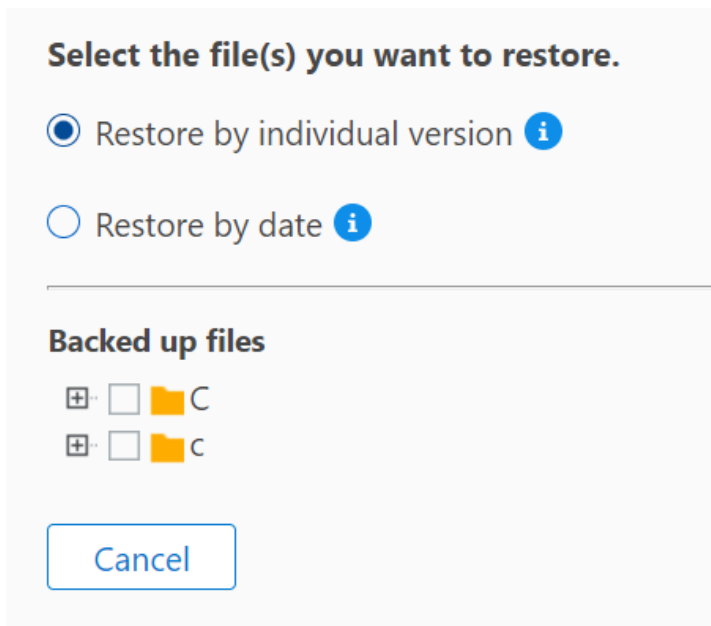 Select the file(s) you want to restore.
Restore by individual version i
Restore by date i
Backed up files
C
c
Cancel